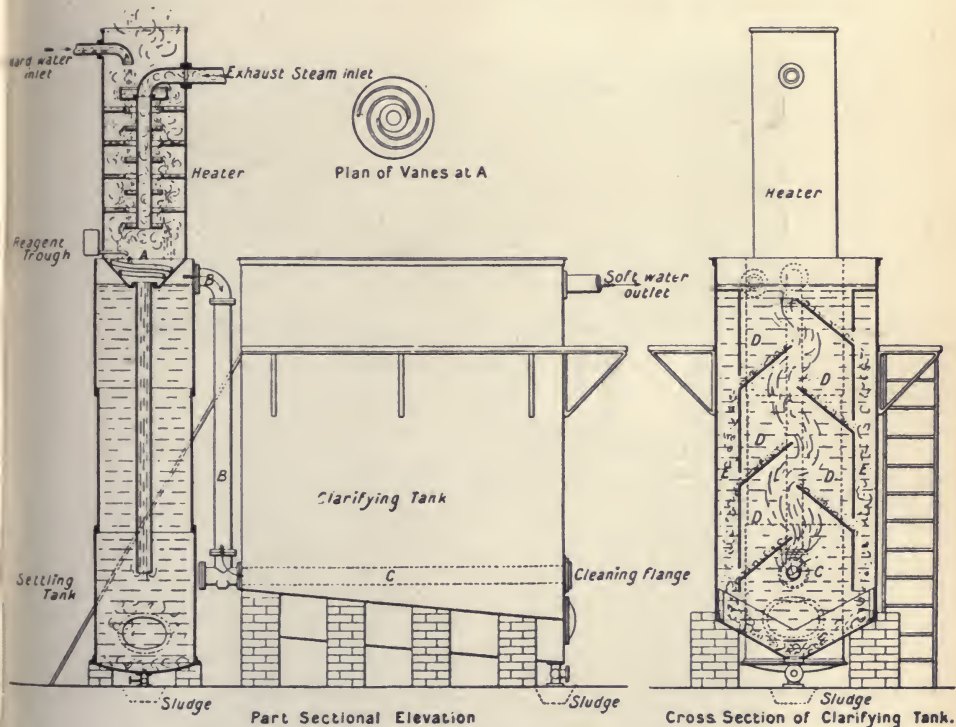 Hard water
inlet
Exhaust Steam inlet
Plan of Vanes at A
Heater
Heater
Reagent
Trough
A
B
Soft water
outlet
D
D
D
D
D
D
E
E
B
Clarifying Tank
C
C
Cleaning flange
Settling
Tank
Sludge
Sludge
Sludge
Part Sectional Elevation
Cross Section of Clarifying Tank.